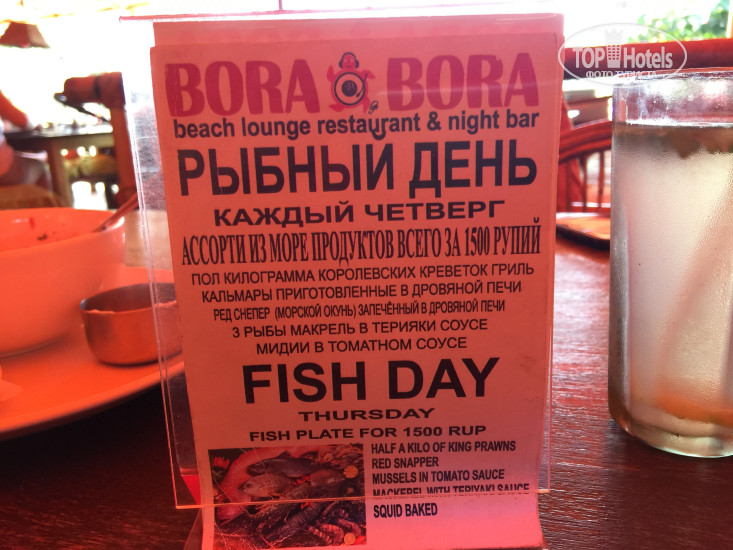 TOP Hotels
ФОТО ТУРИСТА
BORA BORA
beach lounge restaurant & night bar
РЫБНЫЙ ДЕНЬ
КАЖДЫЙ ЧЕТВЕРГ
АССОРТИ ИЗ МОРЕ ПРОДУКТОВ ВСЕГО ЗА 1500 РУПИЙ
ПОЛ КИЛОГРАММА КОРОЛЕВСКИХ КРЕВЕТОК ГРИЛЬ
КАЛЬМАРЫ ПРИГОТОВЛЕННЫЕ В ДРОВЯНОЙ ПЕЧИ
РЕД СНЕПЕР (МОРСКОЙ ОКУНЬ) ЗАПЕЧЁННЫЙ В ДРОВЯНОЙ ПЕЧИ
3 РЫБЫ МАКРЕЛЬ В ТЕРИЯКИ СОУСЕ
МИДИИ В ТОМАТНОМ СОУСЕ
FISH DAY
THURSDAY
FISH PLATE FOR 1500 RUP
HALF A KILO OF KING PRAWNS
RED SNAPPER
MUSSELS IN TOMATO SAUCE
MACKEREL WITH TERIYAKI SAUCE
SQUID BAKED